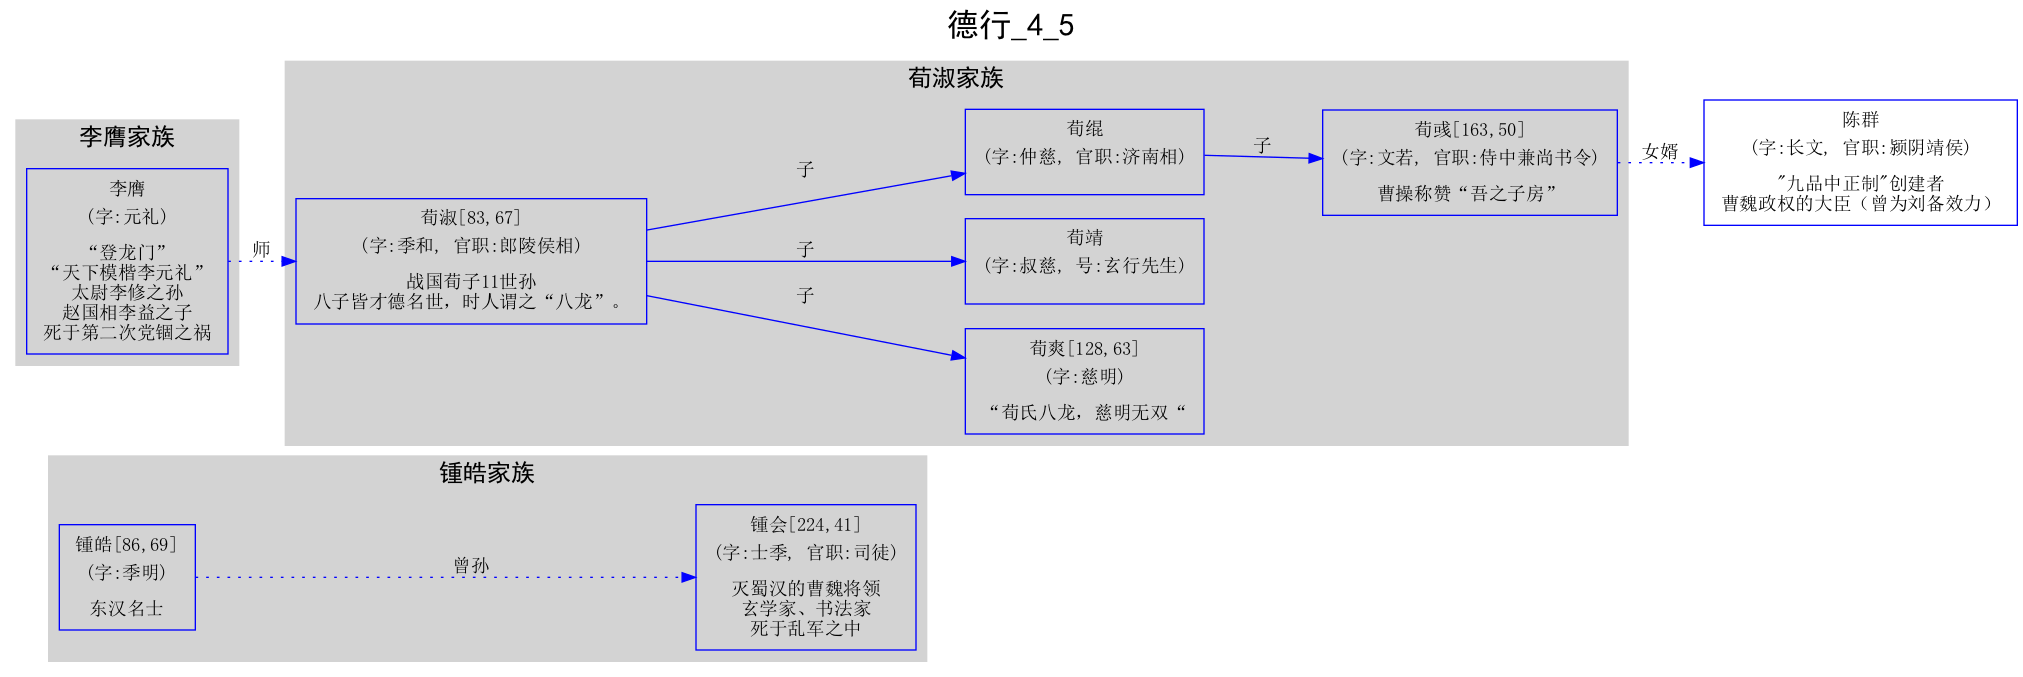 德行_4_5
李膺家族
李膺
(字:元礼)
“登龙门”
“天下模楷李元礼”
太尉李修之孙
赵国相李益之子
死于第二次党锢之祸
师
荀淑家族
荀淑[83,67]
(字:季和, 官职:郎陵侯相)
战国荀子11世孙
八子皆才德名世，时人谓之“八龙”。
子
子
子
荀绲
(字:仲慈, 官职:济南相)
荀靖
(字:叔慈, 号:玄行先生)
荀爽[128,63]
(字:慈明)
“荀氏八龙，慈明无双“
子
荀彧[163,50]
(字:文若, 官职:侍中兼尚书令)
曹操称赞“吾之子房”
女婿
陈群
(字:长文, 官职:颍阴靖侯)
"九品中正制"创建者
曹魏政权的大臣（曾为刘备效力）
锺皓家族
锺皓[86,69]
(字:季明)
东汉名士
曾孙
锺会[224,41]
(字:士季, 官职:司徒)
灭蜀汉的曹魏将领
玄学家、书法家
死于乱军之中